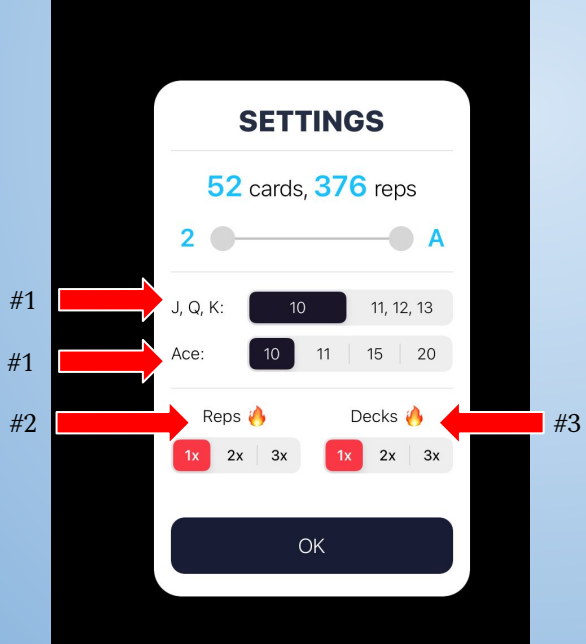 SETTINGS
52 cards, 376 reps
2 A
#1 J, Q, K: 10 11, 12, 13
#1 Ace: 10 11 15 20
#2 Reps 🔥 Decks 🔥 #3
1x 2x 3x 1x 2x 3x
OK